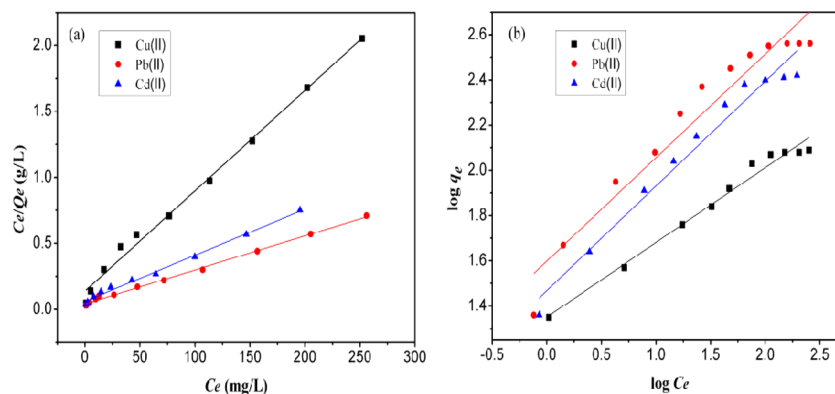 (a)
Cu(II)
Pb(II)
Cd(II)
Ce/Qe (g/L)
2.0
1.5
1.0
0.5
0.0
0 50 100 150 200 250 300
Ce (mg/L)
(b)
Cu(II)
Pb(II)
Cd(II)
log qe
2.6
2.4
2.2
2.0
1.8
1.6
1.4
-0.5 0.0 0.5 1.0 1.5 2.0 2.5
log Ce